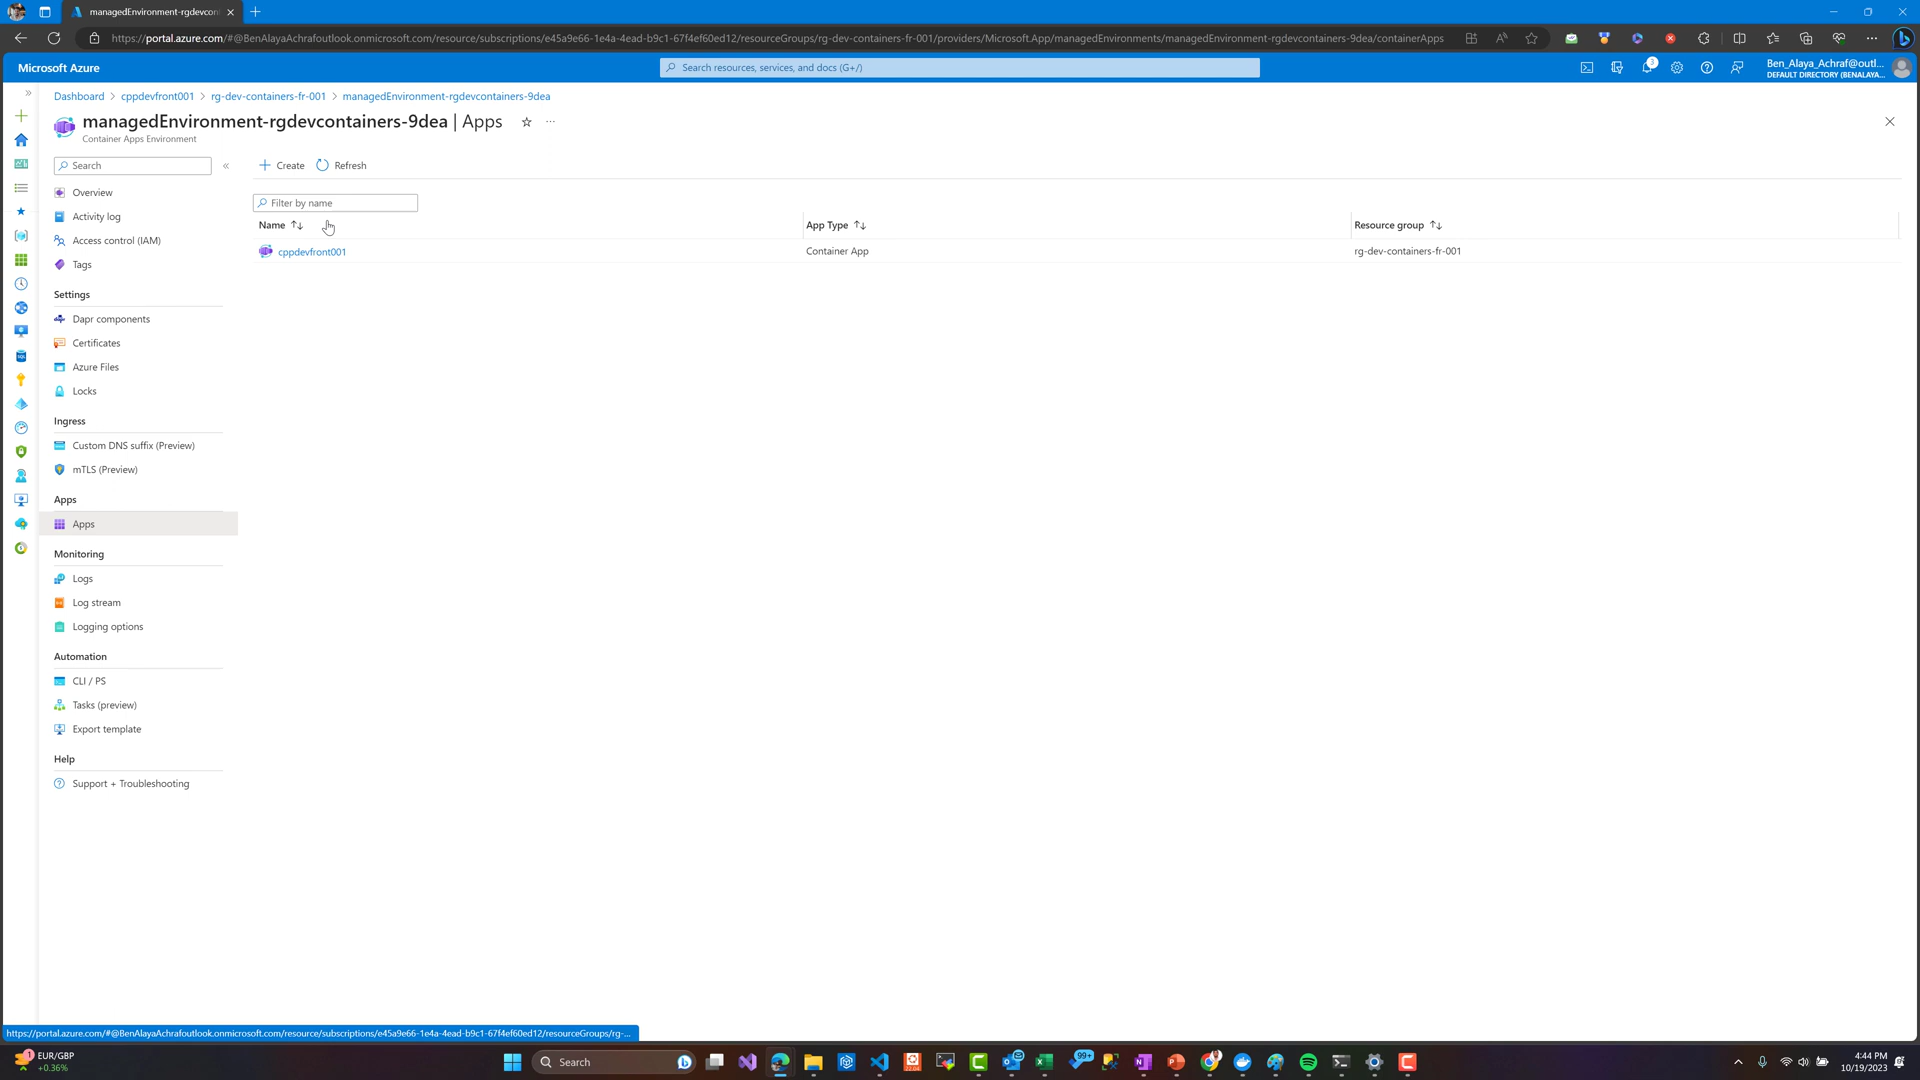 managedEnvironment-rgdevcon
https://portal.azure.com/#@BenAlayaAchrafoutlook.onmicrosoft.com/resource/subscriptions/e45a9e66-1e4a-4ead-b9c1-67f4ef60ed12/resourceGroups/rg-dev-containers-fr-001/providers/Microsoft.App/managedEnvironments/managedEnvironment-rgdevcontainers-9dea/containerApps
Microsoft Azure
Search resources, services, and docs (G+/)
3
Ben_Alaya_Achraf@outl...
DEFAULT DIRECTORY (BENALAYA...
Dashboard > cppdevfront001 > rg-dev-containers-fr-001 > managedEnvironment-rgdevcontainers-9dea
managedEnvironment-rgdevcontainers-9dea | Apps
Container Apps Environment
Search
Create
Refresh
Overview
Activity log
Access control (IAM)
Tags
Settings
Dapr components
Certificates
Azure Files
Locks
Ingress
Custom DNS suffix (Preview)
mTLS (Preview)
Apps
Apps
Monitoring
Logs
Log stream
Logging options
Automation
CLI / PS
Tasks (preview)
Export template
Help
Support + Troubleshooting
Filter by name
Name
App Type
Resource group
cppdevfront001
Container App
rg-dev-containers-fr-001
https://portal.azure.com/#@BenAlayaAchrafoutlook.onmicrosoft.com/resource/subscriptions/e45a9e66-1e4a-4ead-b9c1-67f4ef60ed12/resourceGroups/rg-...
1
EUR/GBP
+0.36%
Search
99+
4:44 PM
10/19/2023